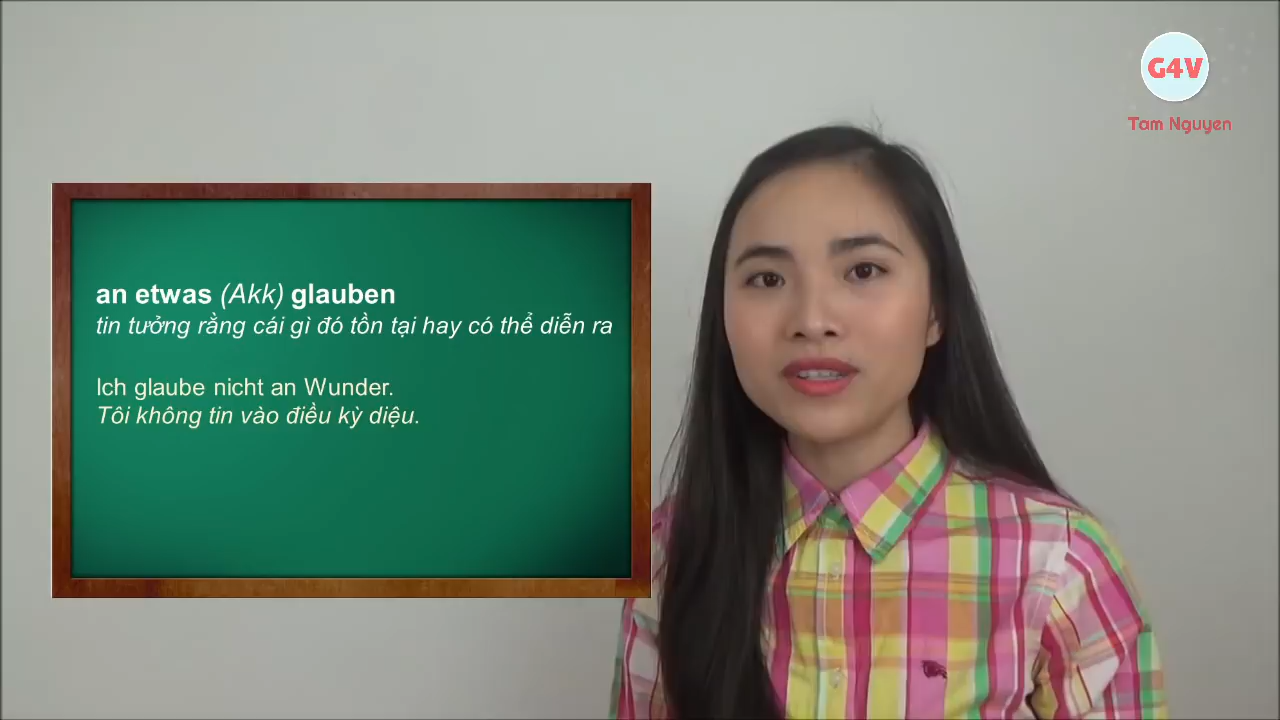 G4V
Tam Nguyen
an etwas (Akk) glauben
tin tưởng rằng cái gì đó tồn tại hay có thể diễn ra
Ich glaube nicht an Wunder.
Tôi không tin vào điều kỳ diệu.